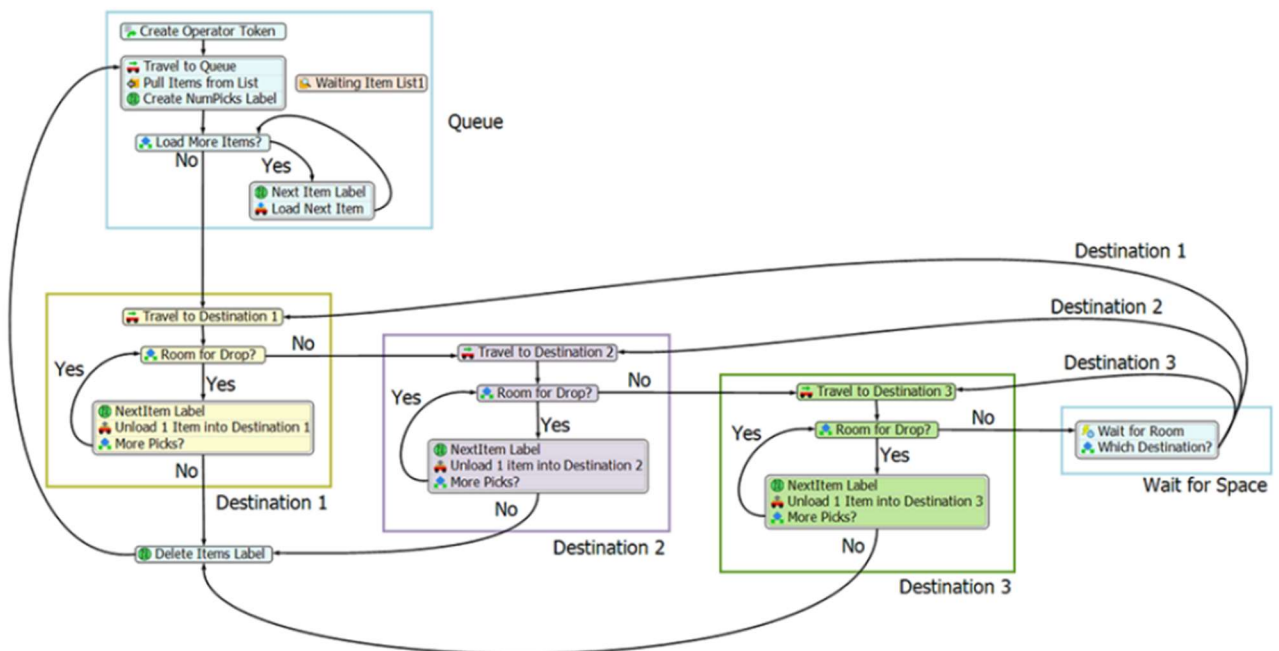 Create Operator Token
Travel to Queue
Pull Items from List
Create NumPicks Label
Waiting Item List1
Queue
Load More Items?
No
Yes
Next Item Label
Load Next Item
Destination 1
Destination 2
Destination 3
Travel to Destination 1
No
Room for Drop?
Yes
Yes
NextItem Label
Unload 1 Item into Destination 1
More Picks?
No
Destination 1
Travel to Destination 2
No
Room for Drop?
Yes
Yes
NextItem Label
Unload 1 item into Destination 2
More Picks?
No
Destination 2
Travel to Destination 3
No
Room for Drop?
Yes
Yes
NextItem Label
Unload 1 Item into Destination 3
More Picks?
No
Destination 3
Wait for Room
Which Destination?
Wait for Space
Delete Items Label